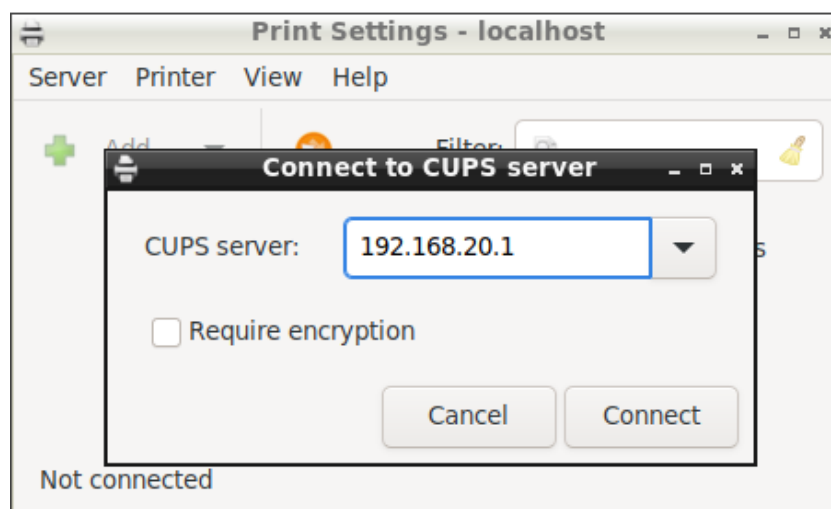 Print Settings - localhost
Server Printer View Help
Connect to CUPS server
CUPS server: 192.168.20.1
Require encryption
Cancel Connect
Not connected